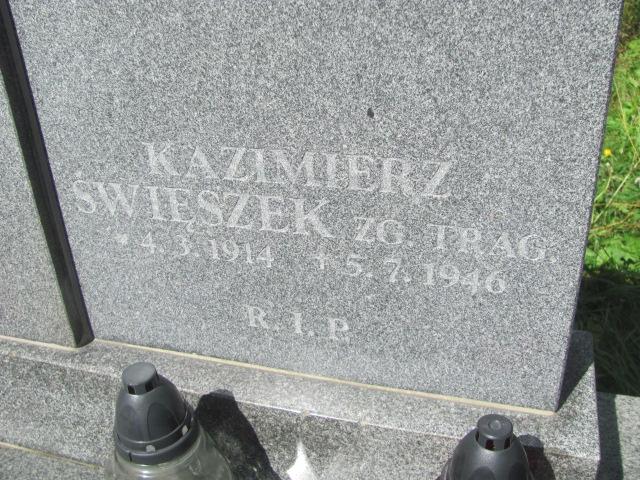 KAZIMIERZ
ŚWIĘSZEK ZG. TRAG.
* 4.3.1914 + 5.7.1946
R.I.P.